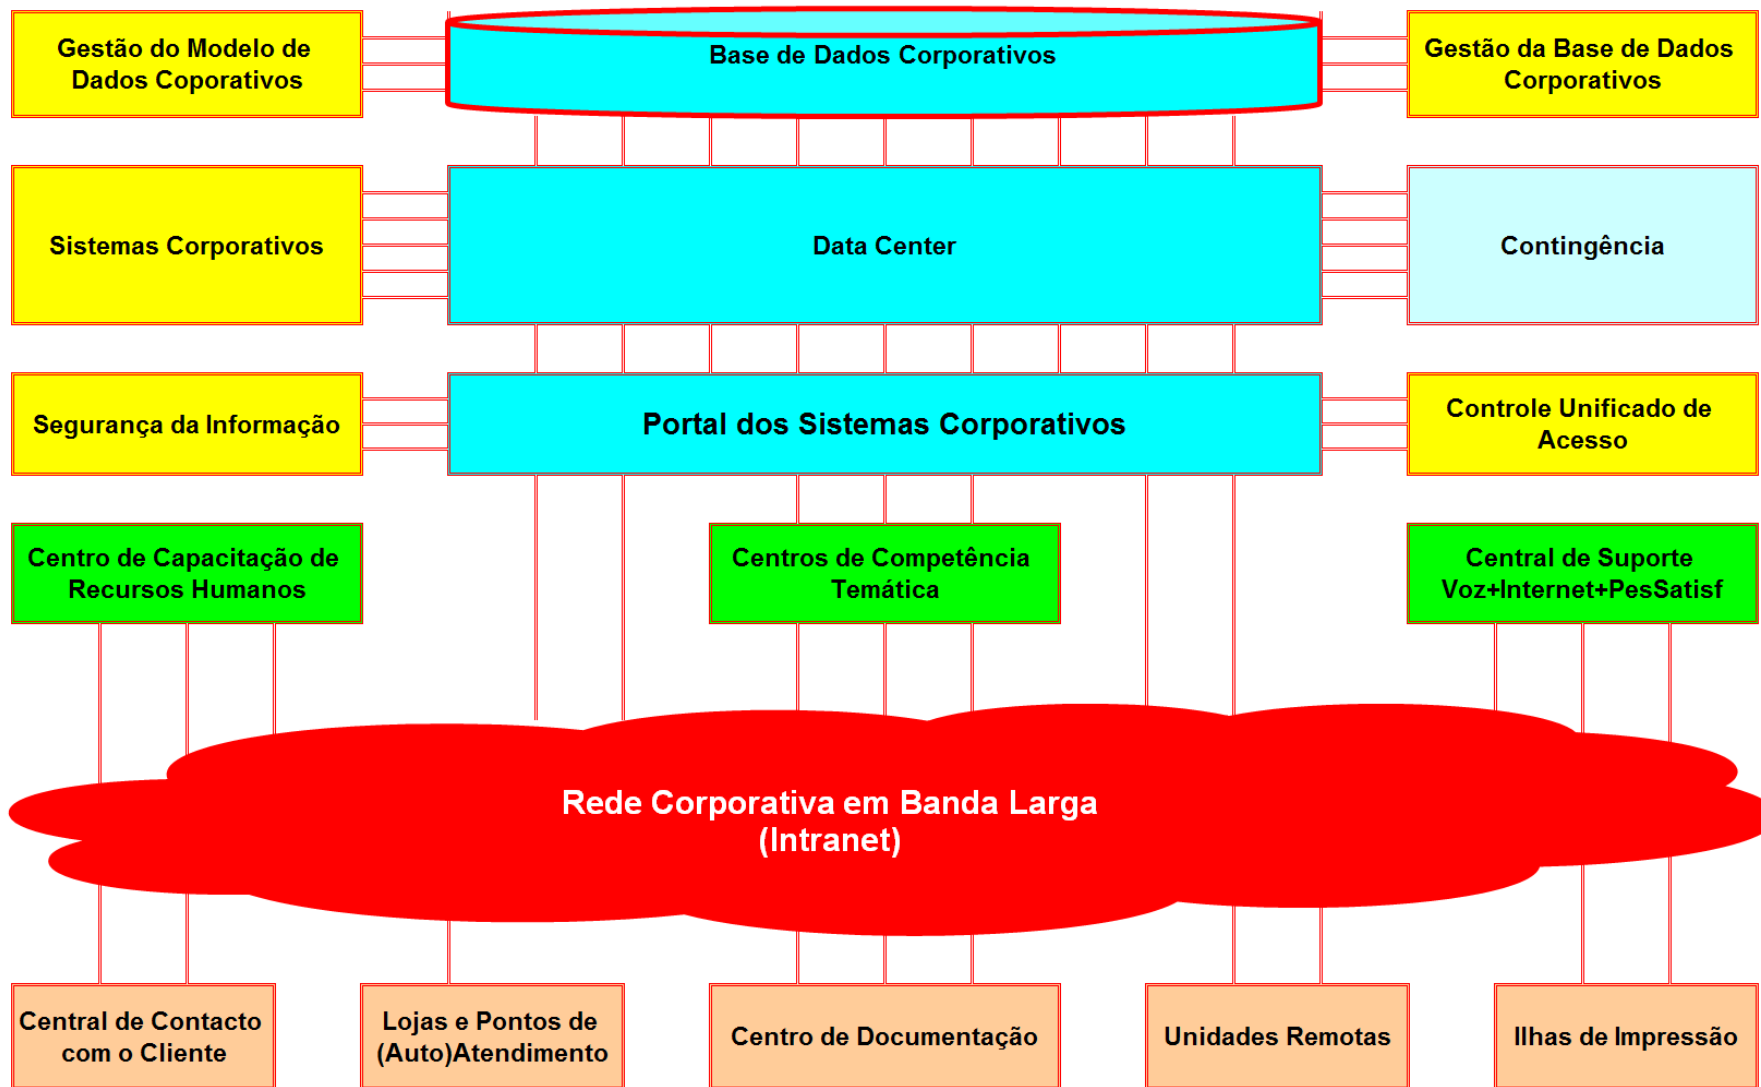 Gestão do Modelo de
Dados Coporativos
Base de Dados Corporativos
Gestão da Base de Dados
Corporativos
Sistemas Corporativos
Data Center
Contingência
Segurança da Informação
Portal dos Sistemas Corporativos
Controle Unificado de
Acesso
Centro de Capacitação de
Recursos Humanos
Centros de Competência
Temática
Central de Suporte
Voz+Internet+PesSatisf
Rede Corporativa em Banda Larga
(Intranet)
Central de Contacto
com o Cliente
Lojas e Pontos de
(Auto)Atendimento
Centro de Documentação
Unidades Remotas
Ilhas de Impressão